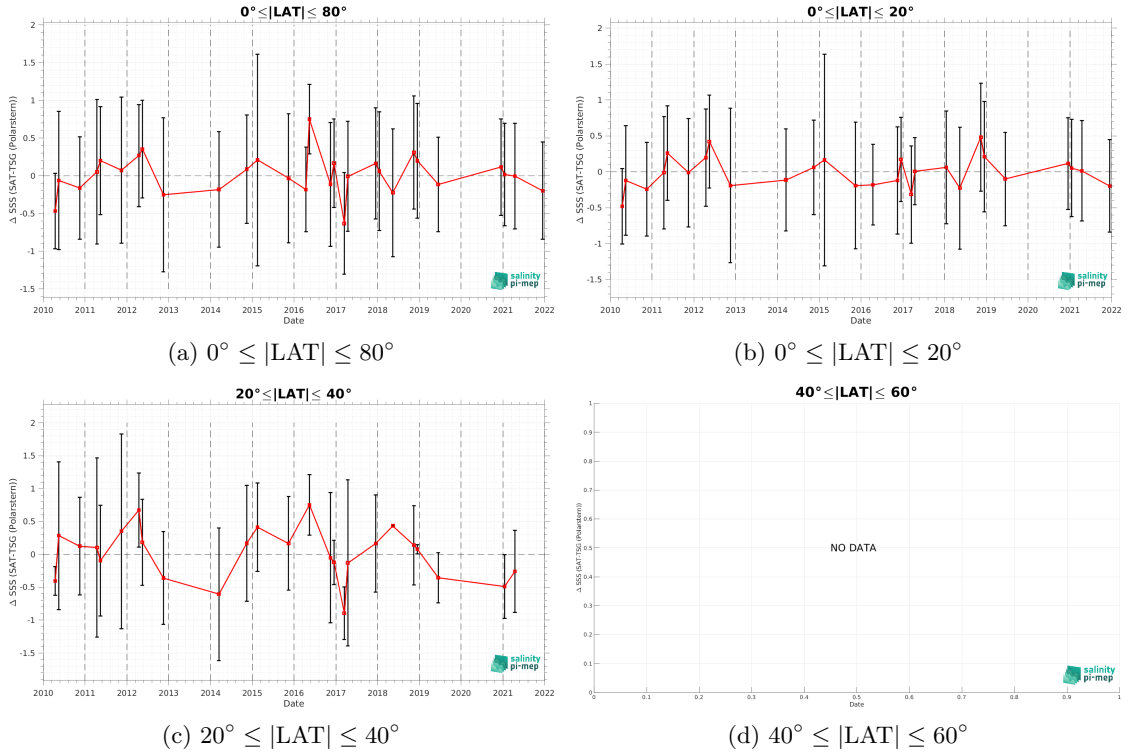 0°≤|LAT|≤ 80°
Δ SSS (SAT-TSG (Polarstern))
2
1.5
1
0.5
0
-0.5
-1
-1.5
2010 2011 2012 2013 2014 2015 2016 2017 2018 2019 2020 2021 2022
Date
salinity
pi-mep
(a) 0° ≤ |LAT| ≤ 80°
0°≤|LAT|≤ 20°
Δ SSS (SAT-TSG (Polarstern))
2
1.5
1
0.5
0
-0.5
-1
-1.5
2010 2011 2012 2013 2014 2015 2016 2017 2018 2019 2020 2021 2022
Date
salinity
pi-mep
(b) 0° ≤ |LAT| ≤ 20°
20°≤|LAT|≤ 40°
Δ SSS (SAT-TSG (Polarstern))
2
1.5
1
0.5
0
-0.5
-1
-1.5
2010 2011 2012 2013 2014 2015 2016 2017 2018 2019 2020 2021 2022
Date
salinity
pi-mep
(c) 20° ≤ |LAT| ≤ 40°
40°≤|LAT|≤ 60°
Δ SSS (SAT-TSG (Polarstern))
1
0.9
0.8
0.7
0.6
0.5
0.4
0.3
0.2
0.1
0
NO DATA
0 0.1 0.2 0.3 0.4 0.5 0.6 0.7 0.8 0.9 1
Date
salinity
pi-mep
(d) 40° ≤ |LAT| ≤ 60°